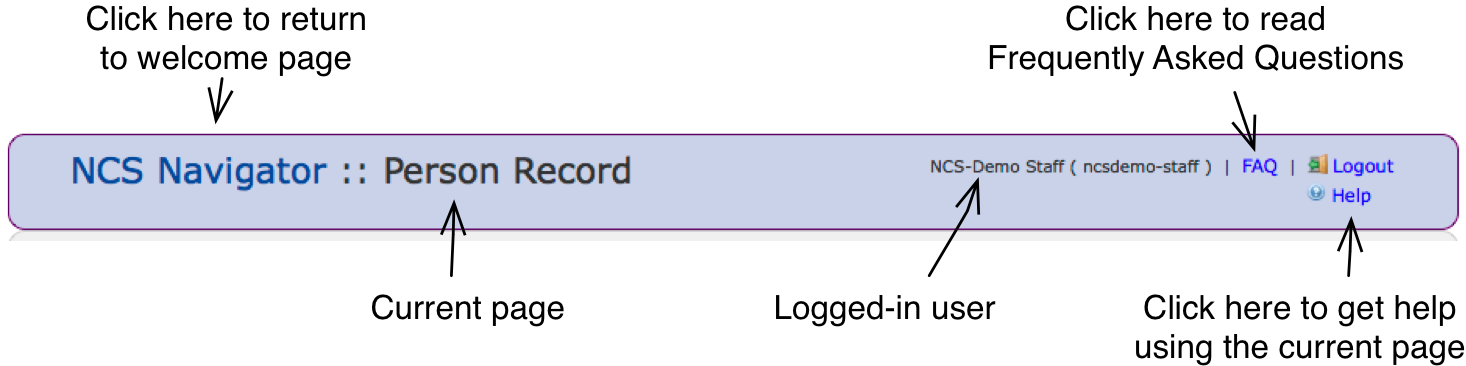 Click here to return
to welcome page
Click here to read
Frequently Asked Questions
NCS Navigator :: Person Record
NCS-Demo Staff ( ncsdemo-staff ) | FAQ | Logout
Help
Current page
Logged-in user
Click here to get help
using the current page